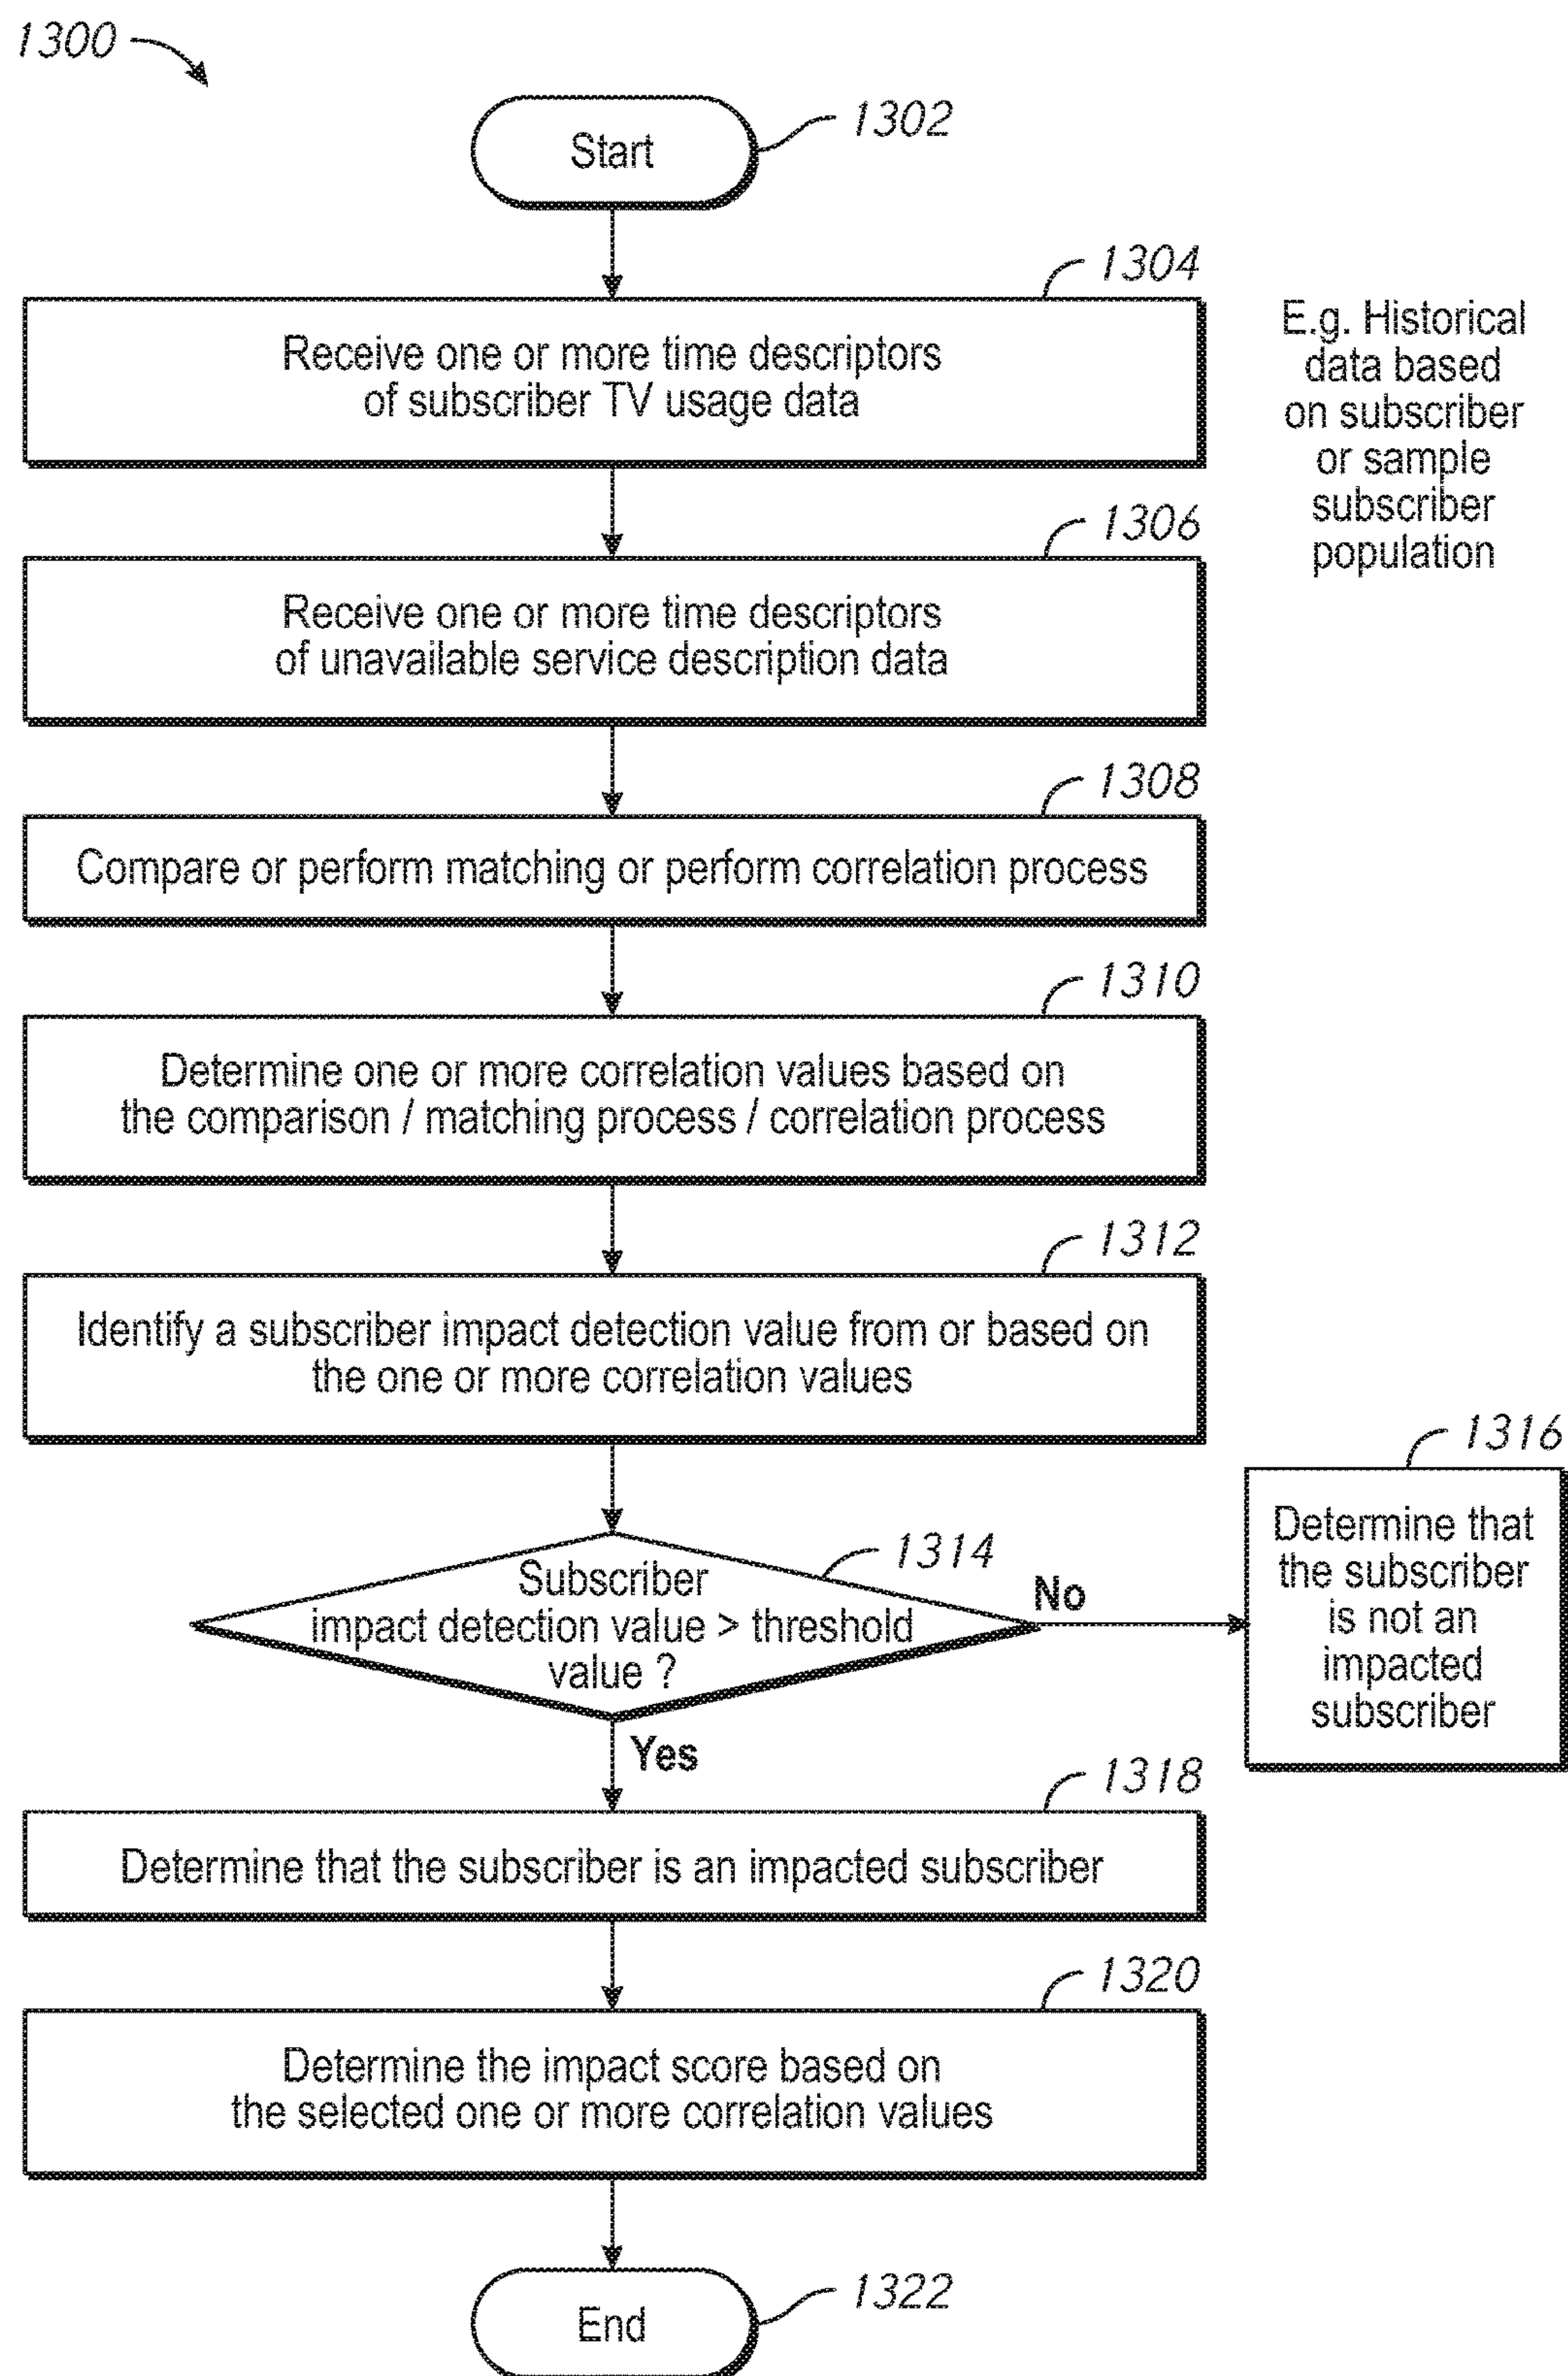 1300
Start
1302
1304
Receive one or more time descriptors
of subscriber TV usage data
E.g. Historical
data based
on subscriber
or sample
subscriber
population
1306
Receive one or more time descriptors
of unavailable service description data
1308
Compare or perform matching or perform correlation process
1310
Determine one or more correlation values based on
the comparison / matching process / correlation process
1312
Identify a subscriber impact detection value from or based on
the one or more correlation values
1314
Subscriber
impact detection value > threshold
value ?
No
1316
Determine that
the subscriber
is not an
impacted
subscriber
Yes
1318
Determine that the subscriber is an impacted subscriber
1320
Determine the impact score based on
the selected one or more correlation values
End
1322